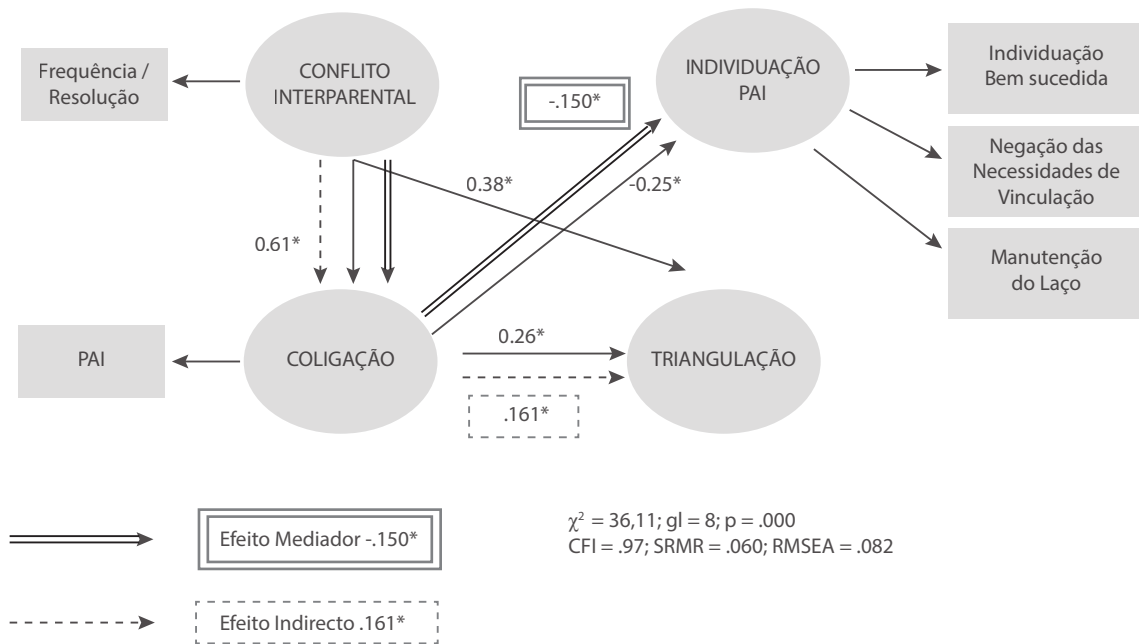 Frequência /
Resolução
CONFLITO
INTERPARENTAL
-.150*
INDIVIDUAÇÃO
PAI
Individuação
Bem sucedida
Negação das
Necessidades de
Vinculação
Manutenção
do Laço
0.38*
-0.25*
0.61*
PAI
COLIGAÇÃO
0.26*
.161*
TRIANGULAÇÃO
Efeito Mediador -.150*
χ² = 36,11; gl = 8; p = .000
CFI = .97; SRMR = .060; RMSEA = .082
Efeito Indirecto .161*